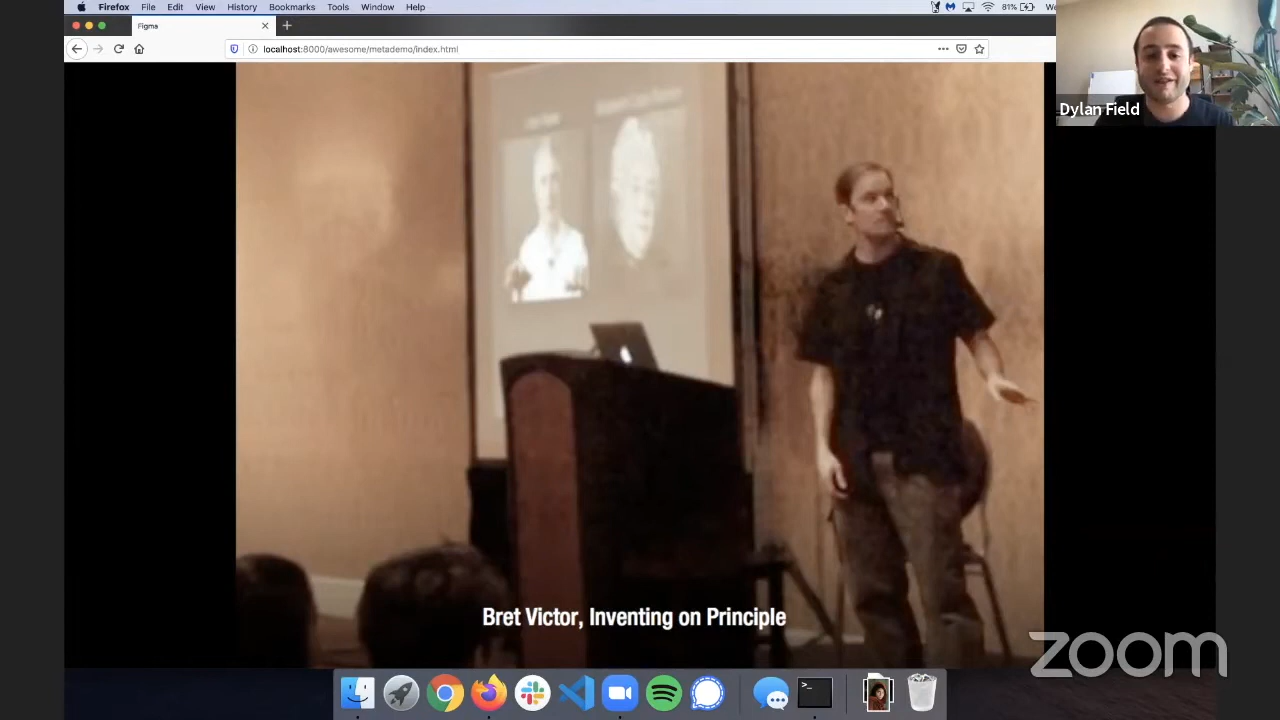 Firefox File Edit View History Bookmarks Tools Window Help
81%
Figma
localhost:8000/awesome/metademo/index.html
Dylan Field
Bret Victor, Inventing on Principle
zoom